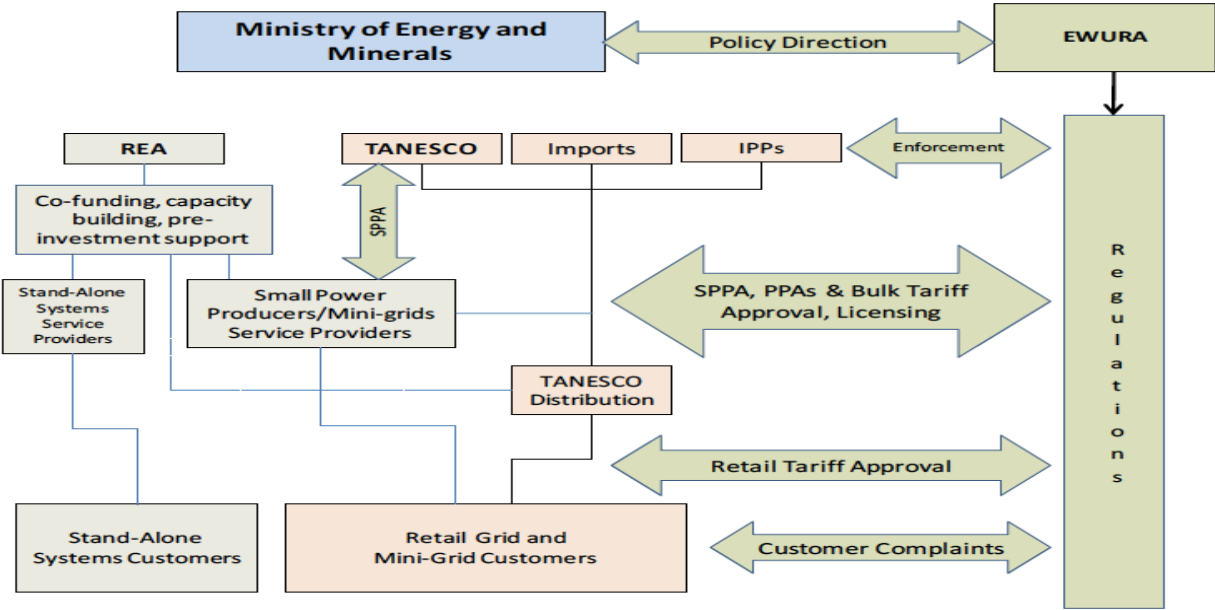 Ministry of Energy and
Minerals
Policy Direction
EWURA
REA
TANESCO
Imports
IPPs
Enforcement
Co-funding, capacity
building, pre-
investment support
SPPA
Stand-Alone
Systems
Service
Providers
Small Power
Producers/Mini-grids
Service Providers
SPPA, PPAs & Bulk Tariff
Approval, Licensing
Regulations
TANESCO
Distribution
Retail Tariff Approval
Stand-Alone
Systems Customers
Retail Grid and
Mini-Grid Customers
Customer Complaints